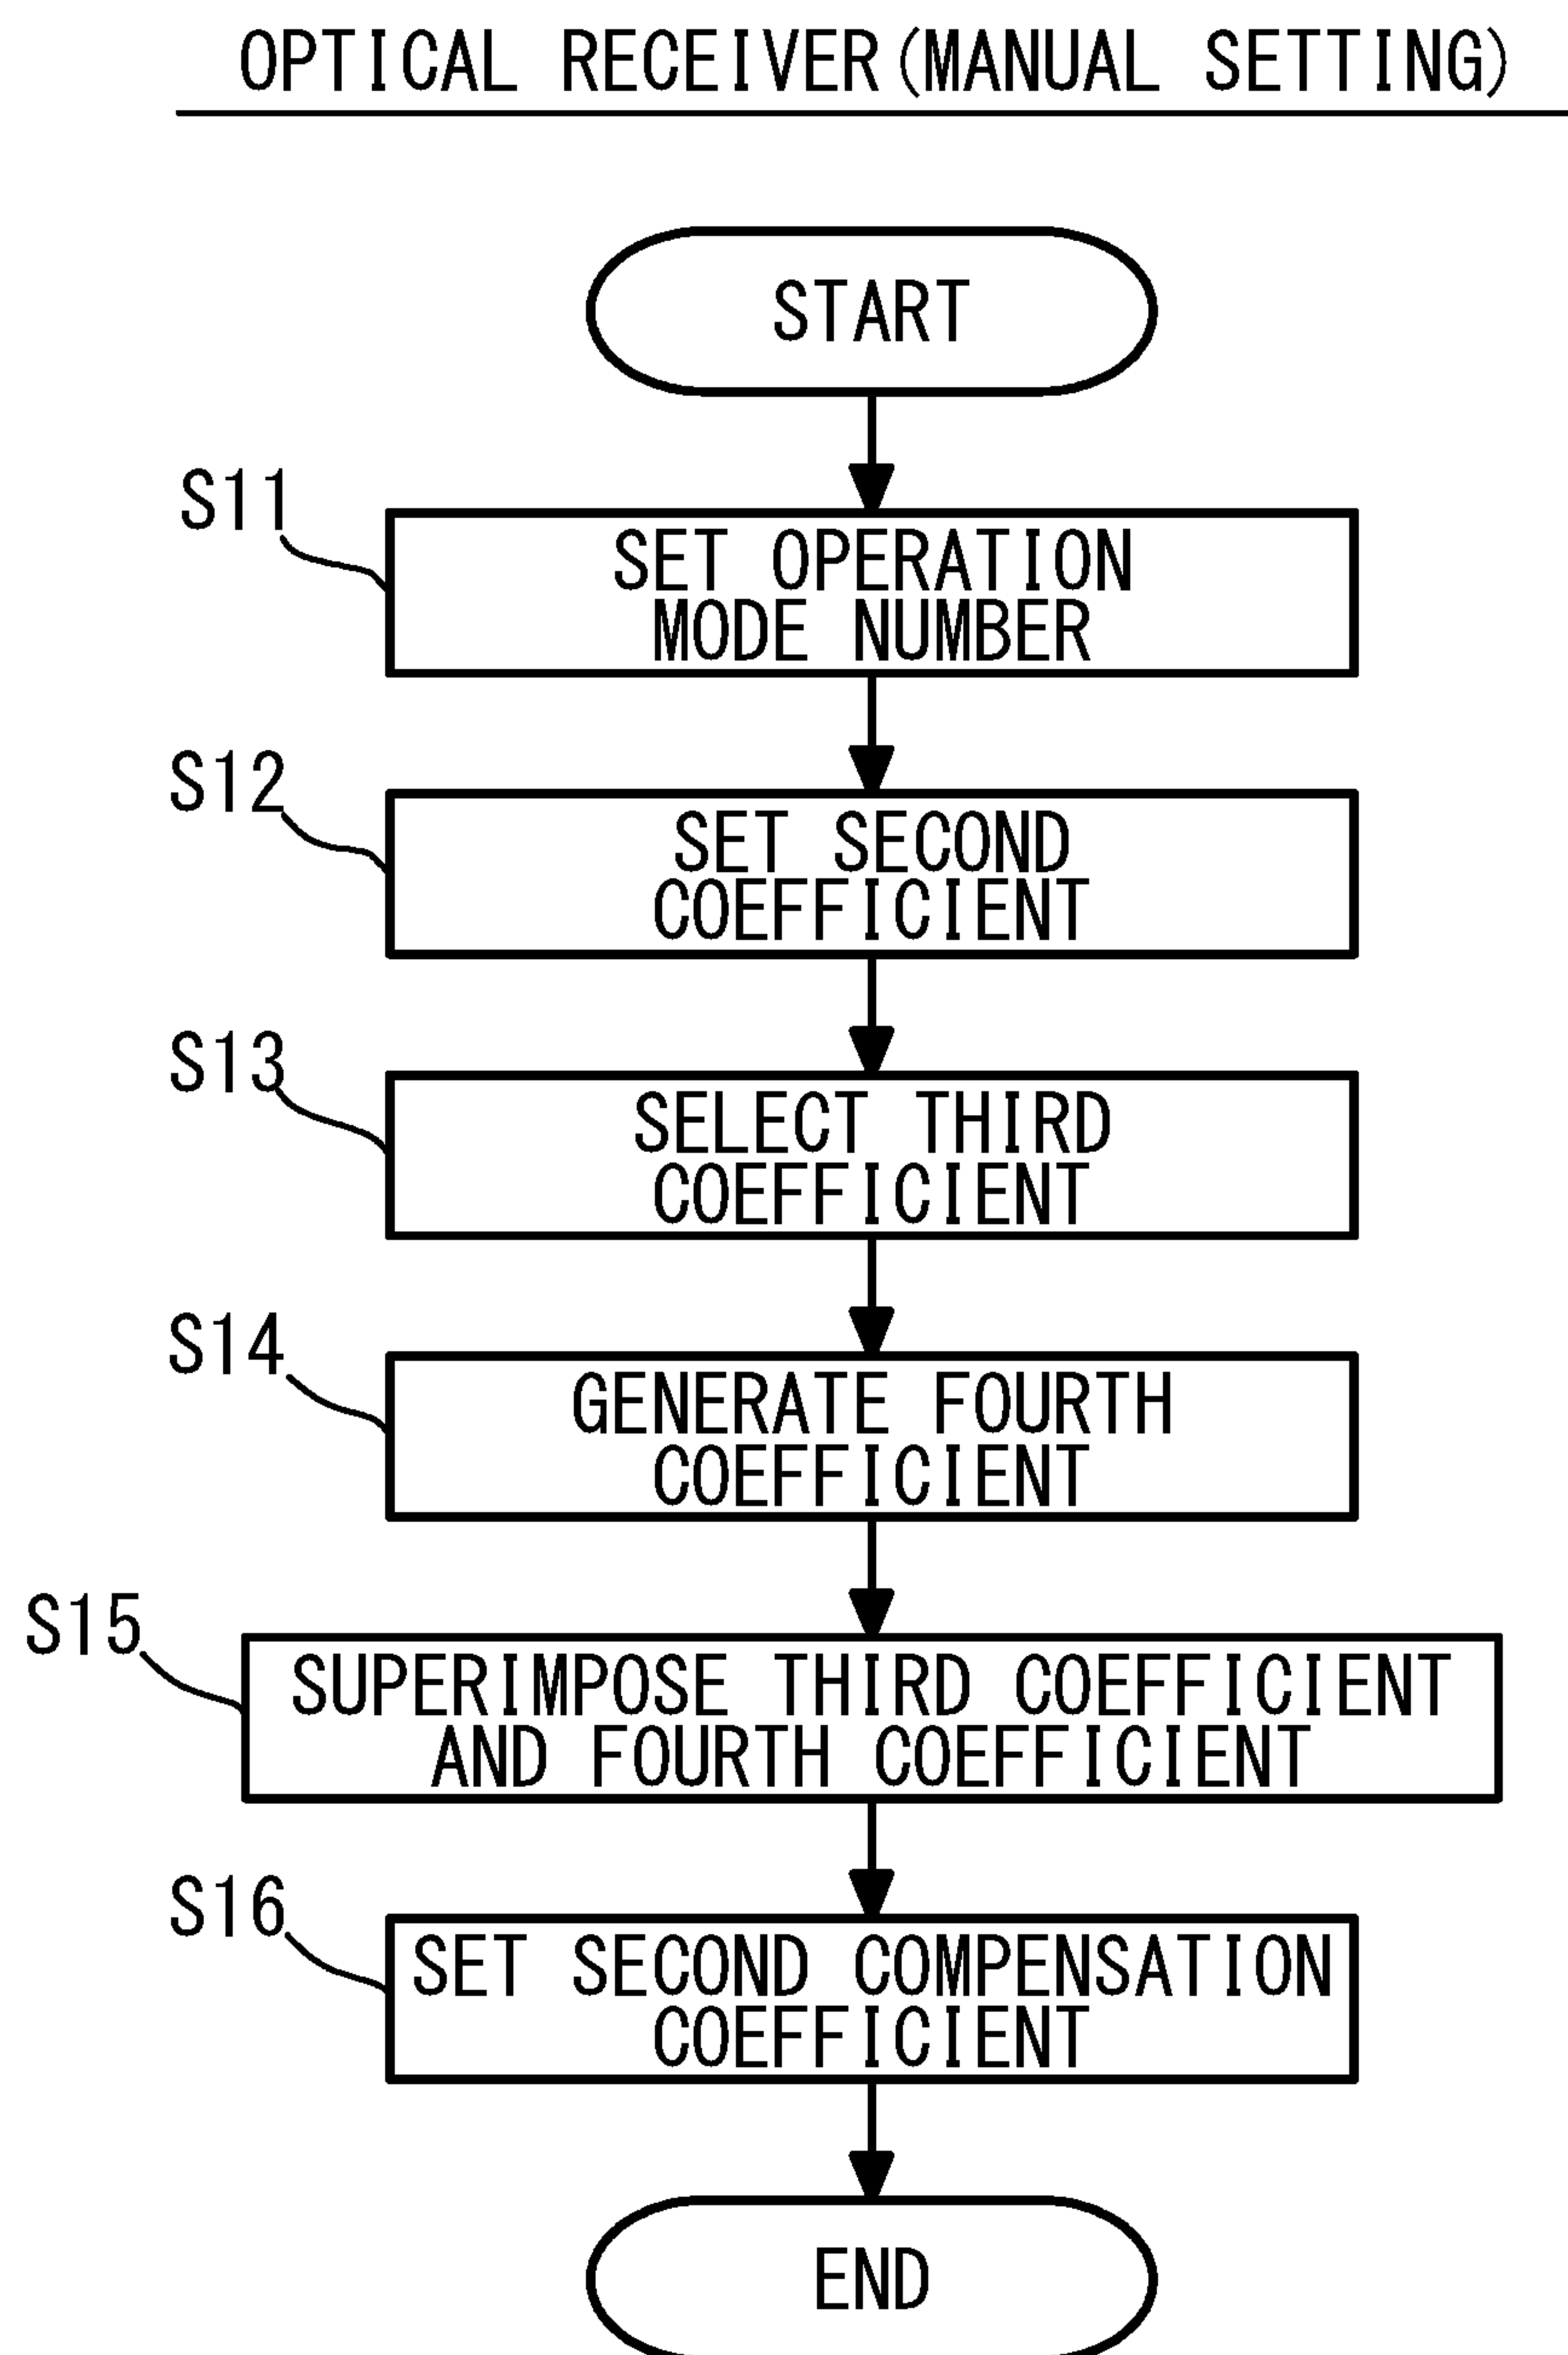 OPTICAL RECEIVER(MANUAL SETTING)
START
S11
SET OPERATION
MODE NUMBER
S12
SET SECOND
COEFFICIENT
S13
SELECT THIRD
COEFFICIENT
S14
GENERATE FOURTH
COEFFICIENT
S15
SUPERIMPOSE THIRD COEFFICIENT
AND FOURTH COEFFICIENT
S16
SET SECOND COMPENSATION
COEFFICIENT
END